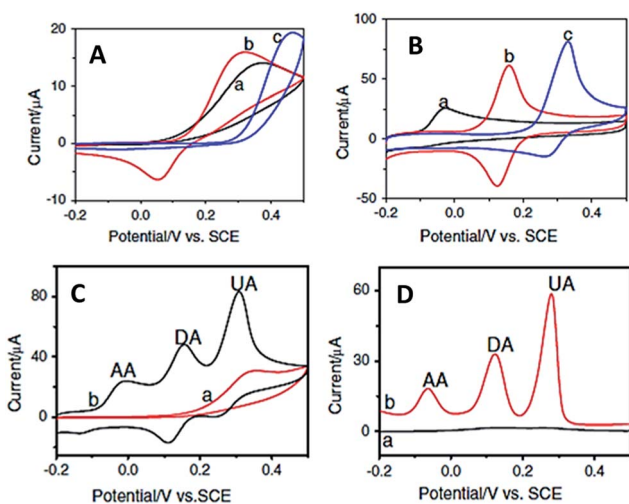 A
20
10
0
-10
Current/μA
a
b
c
-0.2
0.0
0.2
0.4
Potential/V vs. SCE
B
100
50
0
-50
Current/μA
a
b
c
-0.2
0.0
0.2
0.4
Potential/V vs. SCE
C
80
40
0
Current/μA
AA
DA
UA
b
a
-0.2
0.0
0.2
0.4
Potential/V vs.SCE
D
60
30
0
Current/μA
AA
DA
UA
b
a
-0.2
0.0
0.2
0.4
Potential/V vs.SCE